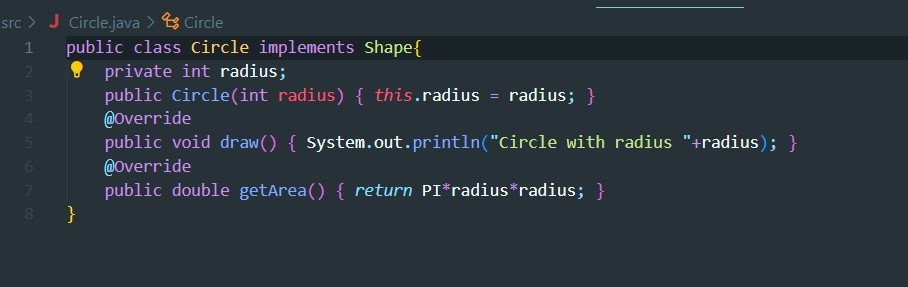 src > Circle.java > Circle
1 public class Circle implements Shape{
2     private int radius;
3     public Circle(int radius) { this.radius = radius; }
4     @Override
5     public void draw() { System.out.println("Circle with radius "+radius); }
6     @Override
7     public double getArea() { return PI*radius*radius; }
8 }